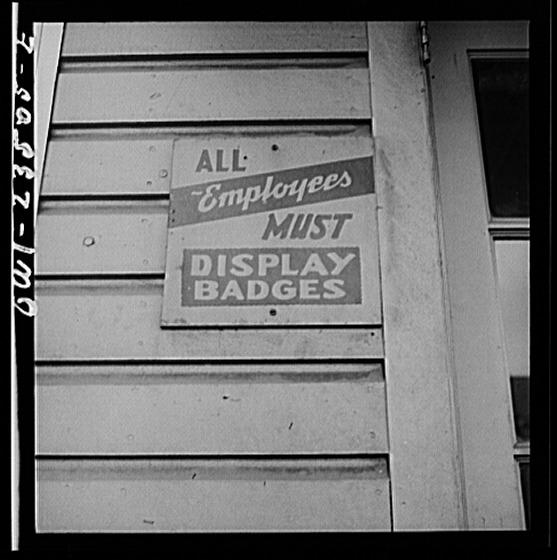 ALL
Employees
MUST
DISPLAY
BADGES